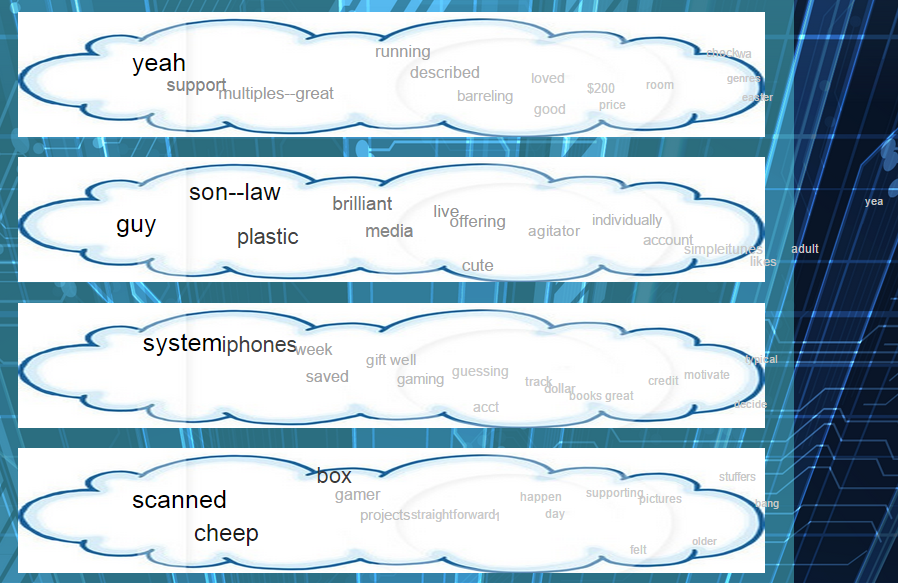 yeah
support
multiples--great
running
described
barreling
loved
good
$200
price
room
genres
easter
son--law
guy
plastic
brilliant
media
live
offering
cute
agitator
individually
account
simpleitunes
likes
adult
yea
system
iphones
week
saved
gift well
gaming
guessing
acct
track
dollar
books great
credit
motivate
typical
decide
scanned
cheep
box
gamer
projects
straightforward
happen
day
supporting
pictures
felt
older
stuffers
bang